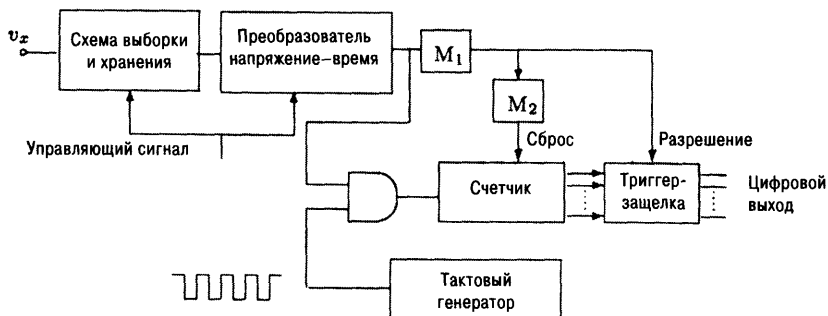 v_x
Схема выборки
и хранения
Преобразователь
напряжение–время
M₁
M₂
Управляющий сигнал
Сброс
Разрешение
Счетчик
Триггер-
защелка
Цифровой
выход
Тактовый
генератор